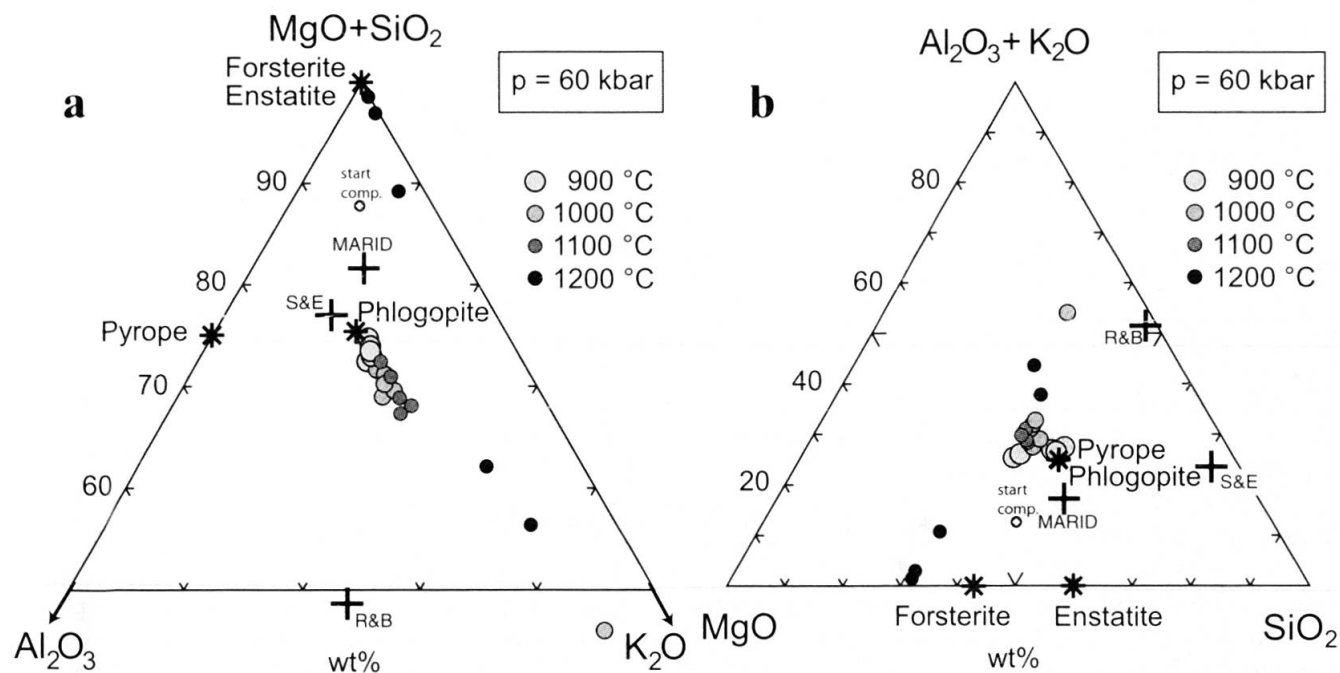 a
MgO+SiO₂
Forsterite
Enstatite
p = 60 kbar
90
start
comp.
900 °C
1000 °C
1100 °C
1200 °C
MARID
80
S&E
Phlogopite
Pyrope
70
60
R&B
Al₂O₃
wt%
K₂O
b
Al₂O₃ + K₂O
p = 60 kbar
80
900 °C
1000 °C
1100 °C
1200 °C
60
R&B
40
Pyrope
Phlogopite
S&E
20
start
comp.
MARID
MgO
Forsterite
Enstatite
SiO₂
wt%